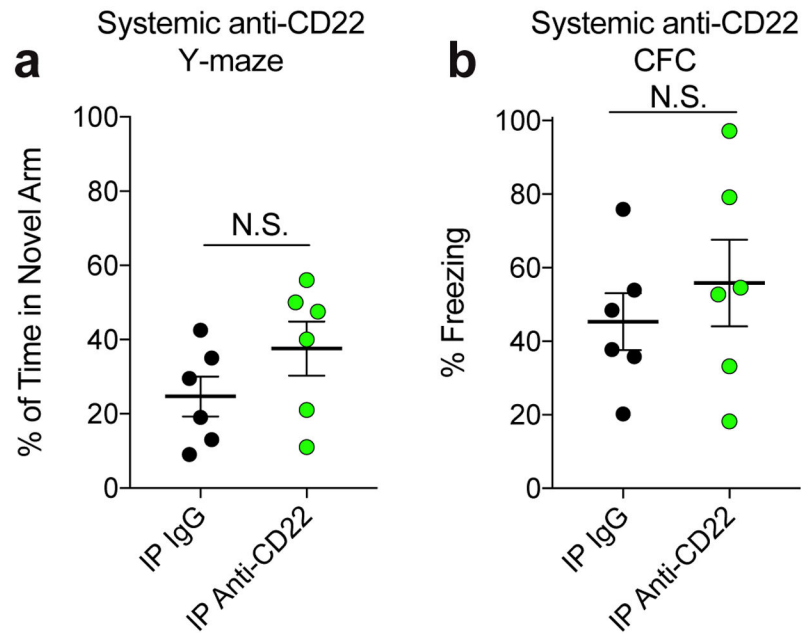 a
Systemic anti-CD22
Y-maze
% of Time in Novel Arm
100
80
60
40
20
0
N.S.
IP IgG
IP Anti-CD22
b
Systemic anti-CD22
CFC
N.S.
% Freezing
100
80
60
40
20
0
IP IgG
IP Anti-CD22